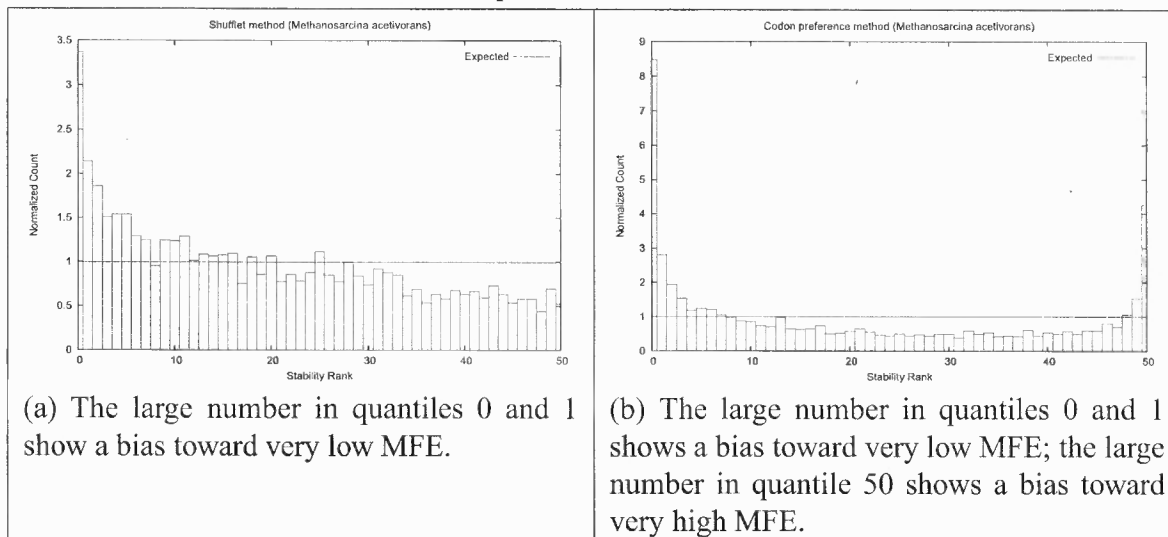 Shufflet method (Methanosarcina acetivorans)
3.5
3
2.5
2
1.5
1
0.5
0
Normalized Count
Expected
0 10 20 30 40 50
Stability Rank
(a) The large number in quantiles 0 and 1
show a bias toward very low MFE.
Codon preference method (Methanosarcina acetivorans)
9
8
7
6
5
4
3
2
1
0
Normalized Count
Expected
0 10 20 30 40 50
Stability Rank
(b) The large number in quantiles 0 and 1
shows a bias toward very low MFE; the large
number in quantile 50 shows a bias toward
very high MFE.